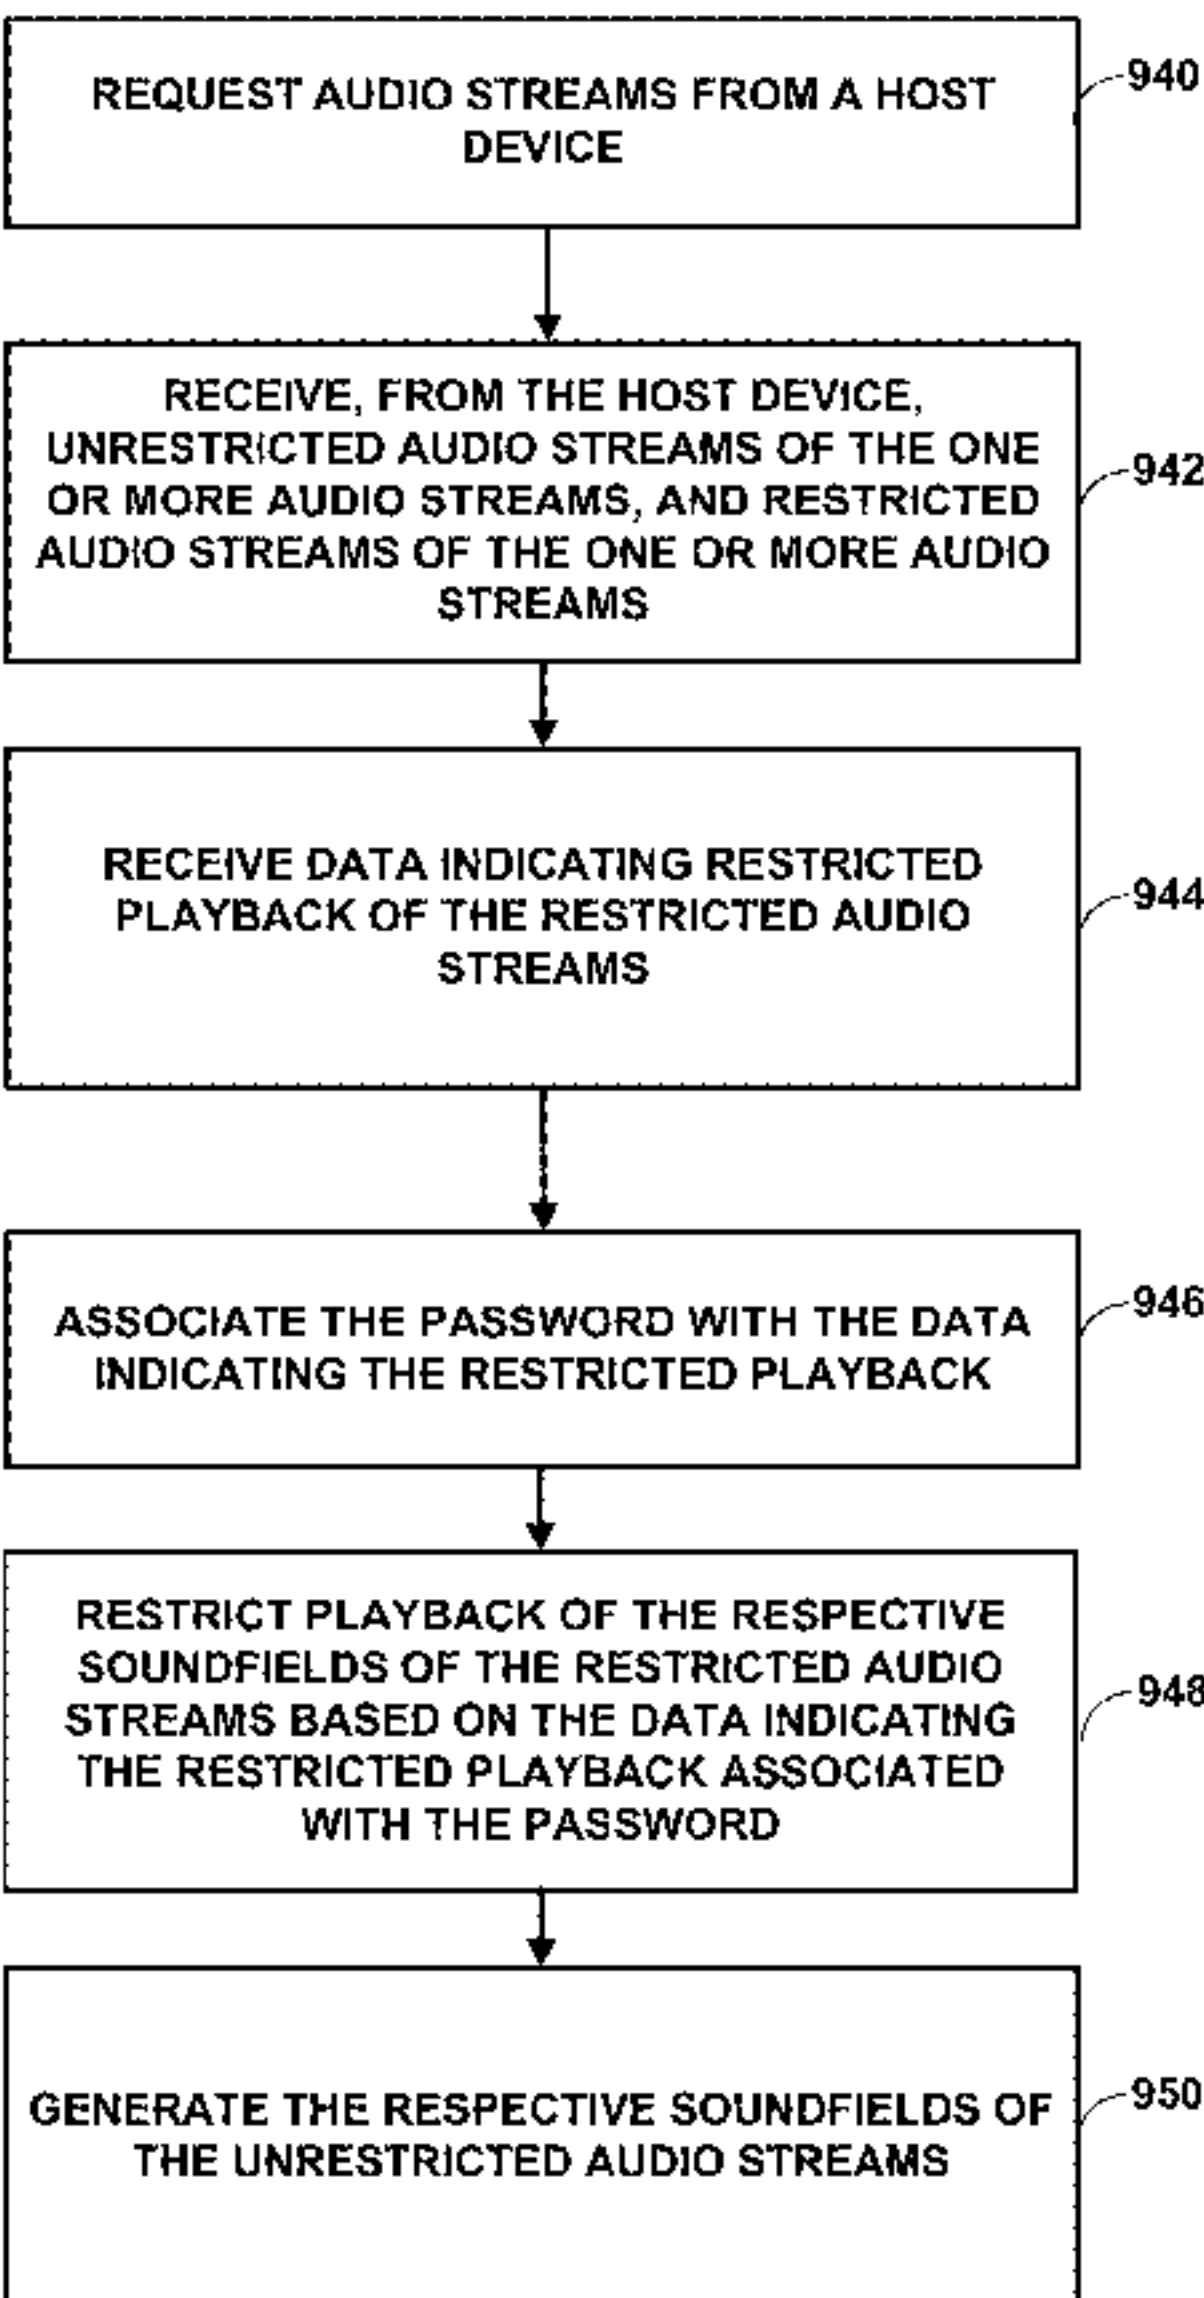 REQUEST AUDIO STREAMS FROM A HOST
DEVICE
940
RECEIVE, FROM THE HOST DEVICE,
UNRESTRICTED AUDIO STREAMS OF THE ONE
OR MORE AUDIO STREAMS, AND RESTRICTED
AUDIO STREAMS OF THE ONE OR MORE AUDIO
STREAMS
942
RECEIVE DATA INDICATING RESTRICTED
PLAYBACK OF THE RESTRICTED AUDIO
STREAMS
944
ASSOCIATE THE PASSWORD WITH THE DATA
INDICATING THE RESTRICTED PLAYBACK
946
RESTRICT PLAYBACK OF THE RESPECTIVE
SOUNDFIELDS OF THE RESTRICTED AUDIO
STREAMS BASED ON THE DATA INDICATING
THE RESTRICTED PLAYBACK ASSOCIATED
WITH THE PASSWORD
948
GENERATE THE RESPECTIVE SOUNDFIELDS OF
THE UNRESTRICTED AUDIO STREAMS
950